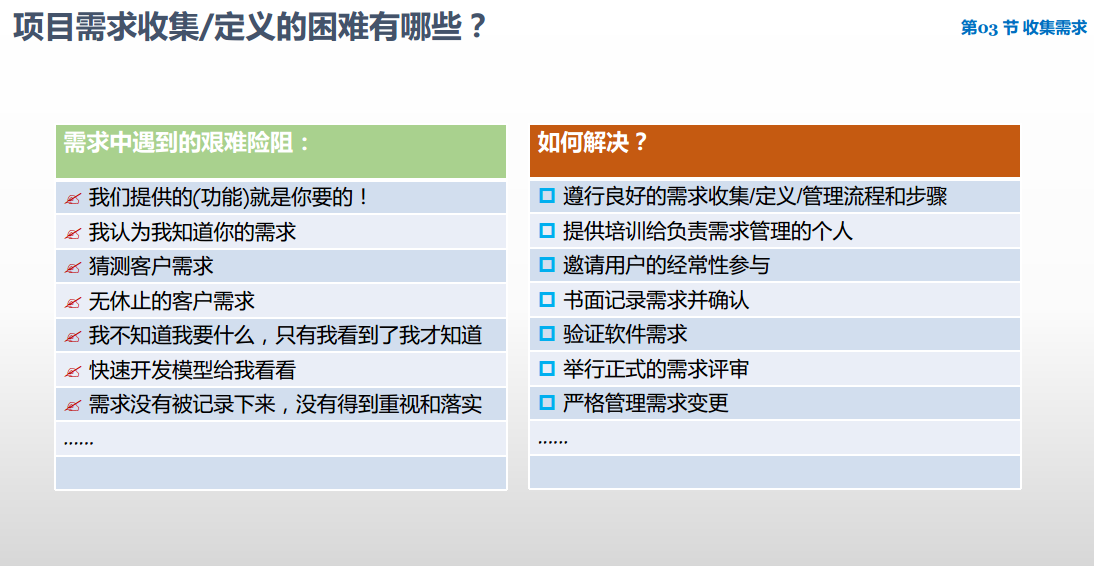 项目需求收集/定义的困难有哪些？
第03 节 收集需求
需求中遇到的艰难险阻：
我们提供的(功能)就是你要的！
我认为我知道你的需求
猜测客户需求
无休止的客户需求
我不知道我要什么，只有我看到了我才知道
快速开发模型给我看看
需求没有被记录下来，没有得到重视和落实
......
如何解决？
遵行良好的需求收集/定义/管理流程和步骤
提供培训给负责需求管理的个人
邀请用户的经常性参与
书面记录需求并确认
验证软件需求
举行正式的需求评审
严格管理需求变更
......